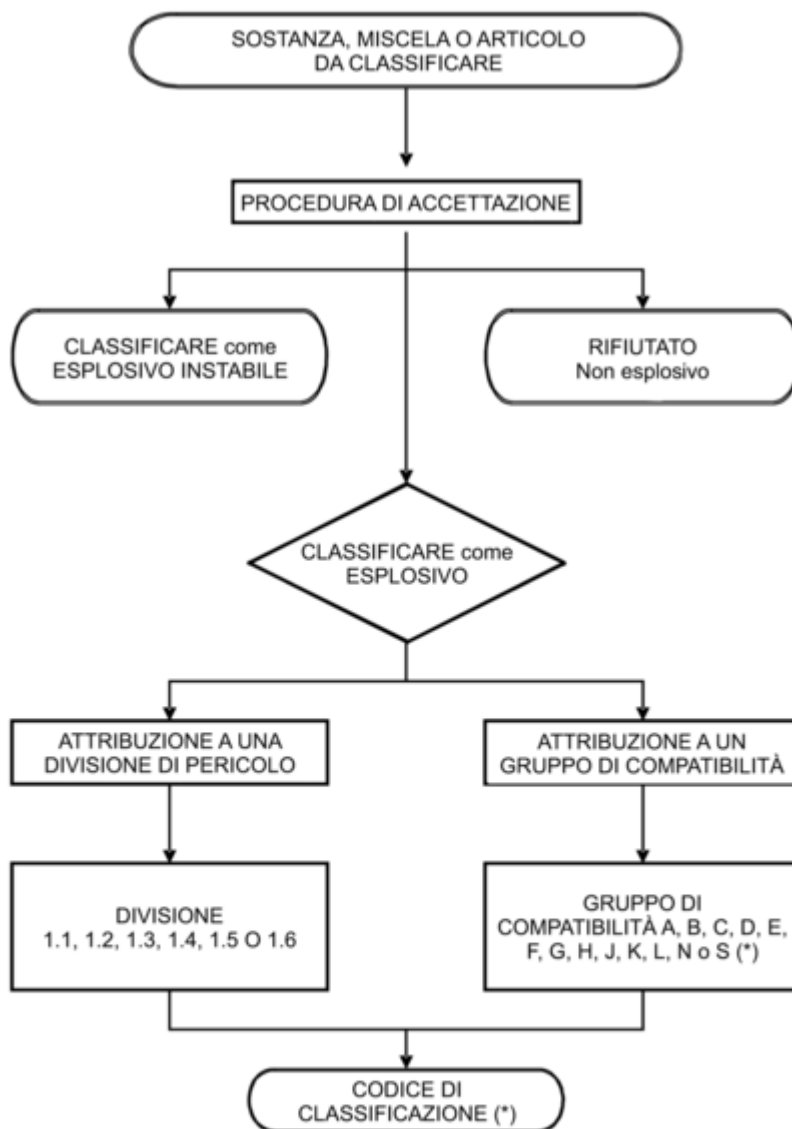 SOSTANZA, MISCELA O ARTICOLO
DA CLASSIFICARE
PROCEDURA DI ACCETTAZIONE
CLASSIFICARE come
ESPLOSIVO INSTABILE
RIFIUTATO
Non esplosivo
CLASSIFICARE come
ESPLOSIVO
ATTRIBUZIONE A UNA
DIVISIONE DI PERICOLO
ATTRIBUZIONE A UN
GRUPPO DI COMPATIBILITÀ
DIVISIONE
1.1, 1.2, 1.3, 1.4, 1.5 O 1.6
GRUPPO DI
COMPATIBILITÀ A, B, C, D, E,
F, G, H, J, K, L, N o S (*)
CODICE DI
CLASSIFICAZIONE (*)